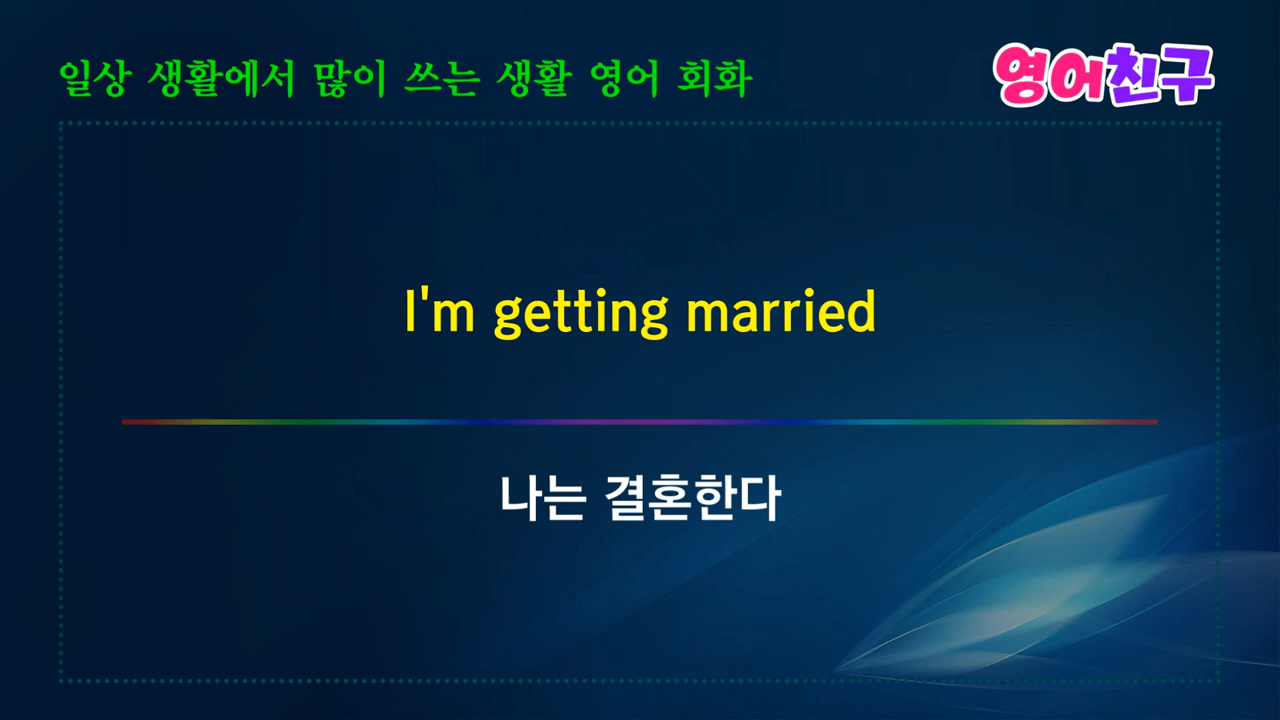 일상 생활에서 많이 쓰는 생활 영어 회화
영어친구
I'm getting married
나는 결혼한다